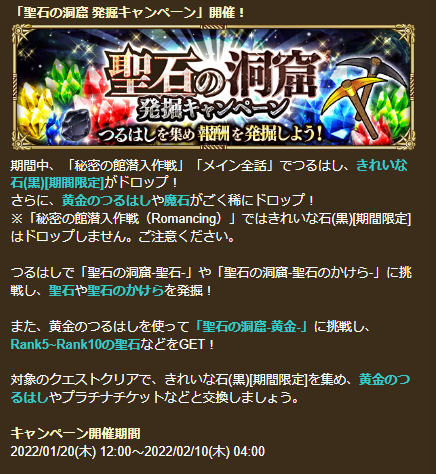 「聖石の洞窟 発掘キャンペーン」開催！
聖石の洞窟
発掘キャンペーン
つるはしを集め 報酬を発掘しよう！
期間中、「秘密の館潜入作戦」「メイン全話」でつるはし、きれいな
石(黒)[期間限定]がドロップ！
さらに、黄金のつるはしや魔石がごく稀にドロップ！
※「秘密の館潜入作戦（Romancing）」ではきれいな石(黒)[期間限定]
はドロップしません。ご注意ください。
つるはしで「聖石の洞窟-聖石-」や「聖石の洞窟-聖石のかけら-」に挑
戦し、聖石や聖石のかけらを発掘！
また、黄金のつるはしを使って「聖石の洞窟-黄金-」に挑戦し、
Rank5~Rank10の聖石などをGET！
対象のクエストクリアで、きれいな石(黒)[期間限定]を集め、黄金のつ
るはしやプラチナチケットなどと交換しましょう。
キャンペーン開催期間
2022/01/20(木) 12:00～2022/02/10(木) 04:00